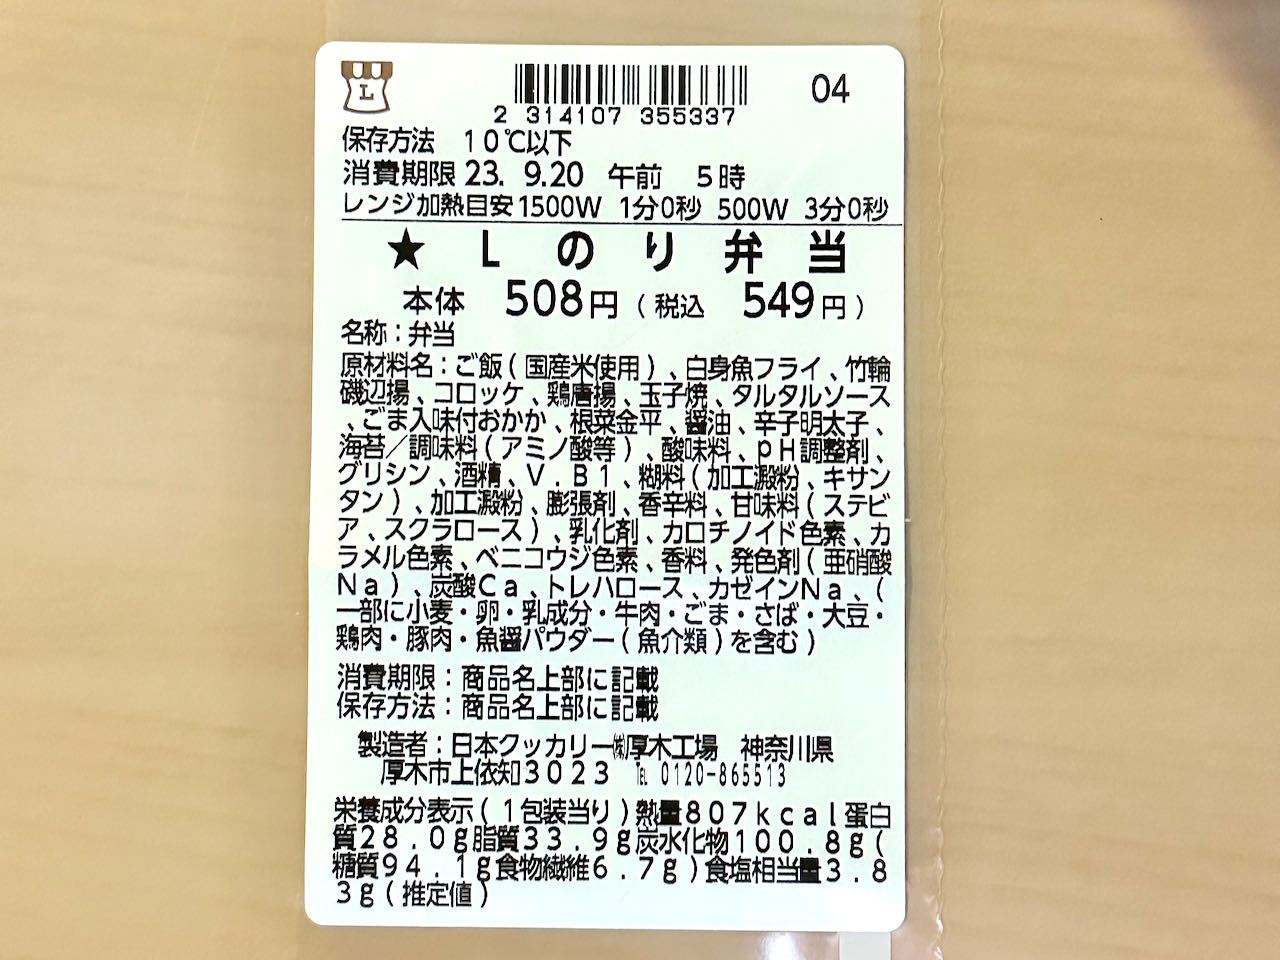 L
04
2 314107 355337
保存方法 10℃以下
消費期限 23. 9.20 午前 5時
レンジ加熱目安 1500W 1分0秒 500W 3分0秒
★ L の り 弁 当
本体 508円 ( 税込 549円 )
名称：弁当
原材料名：ご飯（国産米使用）、白身魚フライ、竹輪
磯辺揚、コロッケ、鶏唐揚、玉子焼、タルタルソース
、ごま入味付おかか、根菜金平、醤油、辛子明太子、
海苔／調味料（アミノ酸等）、酸味料、pH調整剤、
グリシン、酒精、V．B1、糊料（加工澱粉、キサン
タン）、加工澱粉、膨張剤、香辛料、甘味料（ステビ
ア、スクラロース）、乳化剤、カロチノイド色素、カ
ラメル色素、ベニコウジ色素、香料、発色剤（亜硝酸
Na）、炭酸Ca、トレハロース、カゼインNa、（
一部に小麦・卵・乳成分・牛肉・ごま・さば・大豆・
鶏肉・豚肉・魚醤パウダー（魚介類）を含む）
消費期限：商品名上部に記載
保存方法：商品名上部に記載
製造者：日本クッカリー㈱厚木工場 神奈川県
厚木市上依知3023 ℡ 0120-865513
栄養成分表示（1包装当り）熱量807kcal蛋白
質28.0g脂質33.9g炭水化物100.8g（
糖質94.1g食物繊維6.7g）食塩相当量3.8
3g（推定値）